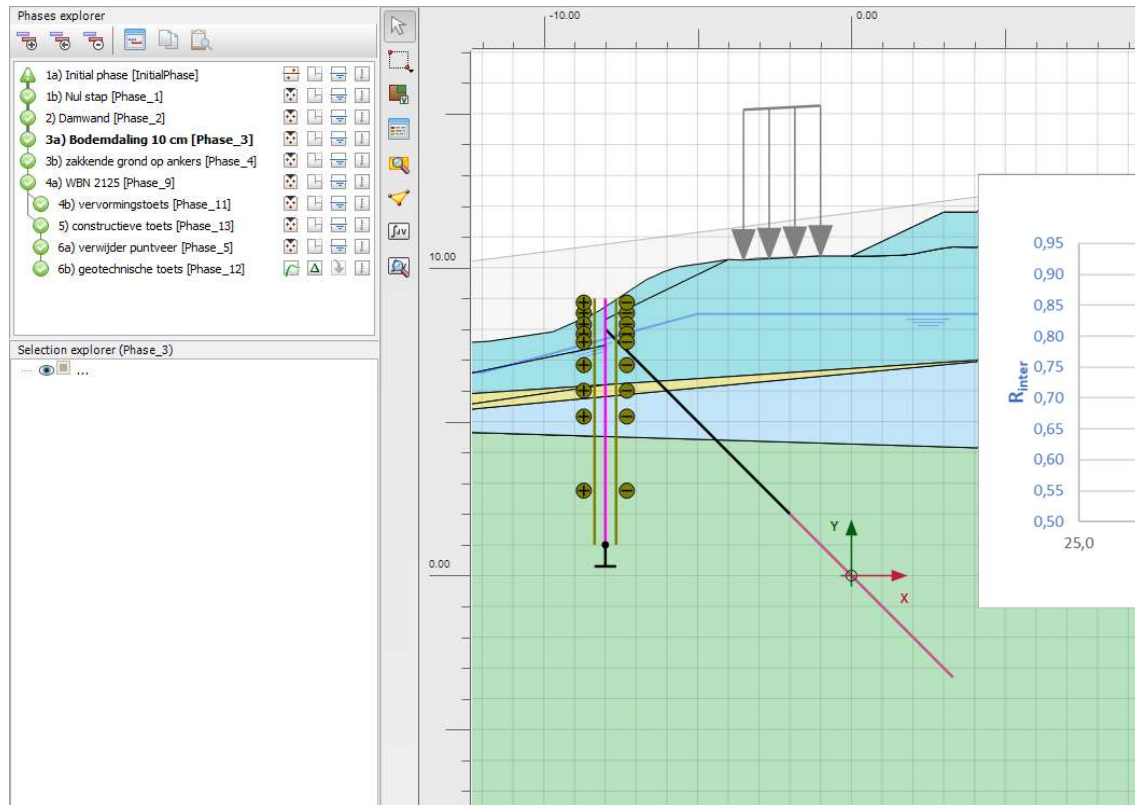 Phases explorer
1a) Initial phase [InitialPhase]
1b) Nul stap [Phase_1]
2) Damwand [Phase_2]
3a) Bodemdaling 10 cm [Phase_3]
3b) zakkende grond op ankers [Phase_4]
4a) WBN 2125 [Phase_9]
4b) vervormingstoets [Phase_11]
5) constructieve toets [Phase_13]
6a) verwijder puntveer [Phase_5]
6b) geotechnische toets [Phase_12]
Selection explorer (Phase_3)
...
-10.00
0.00
10.00
0.00
Y
X
R inter
0,95
0,90
0,85
0,80
0,75
0,70
0,65
0,60
0,55
0,50
25,0